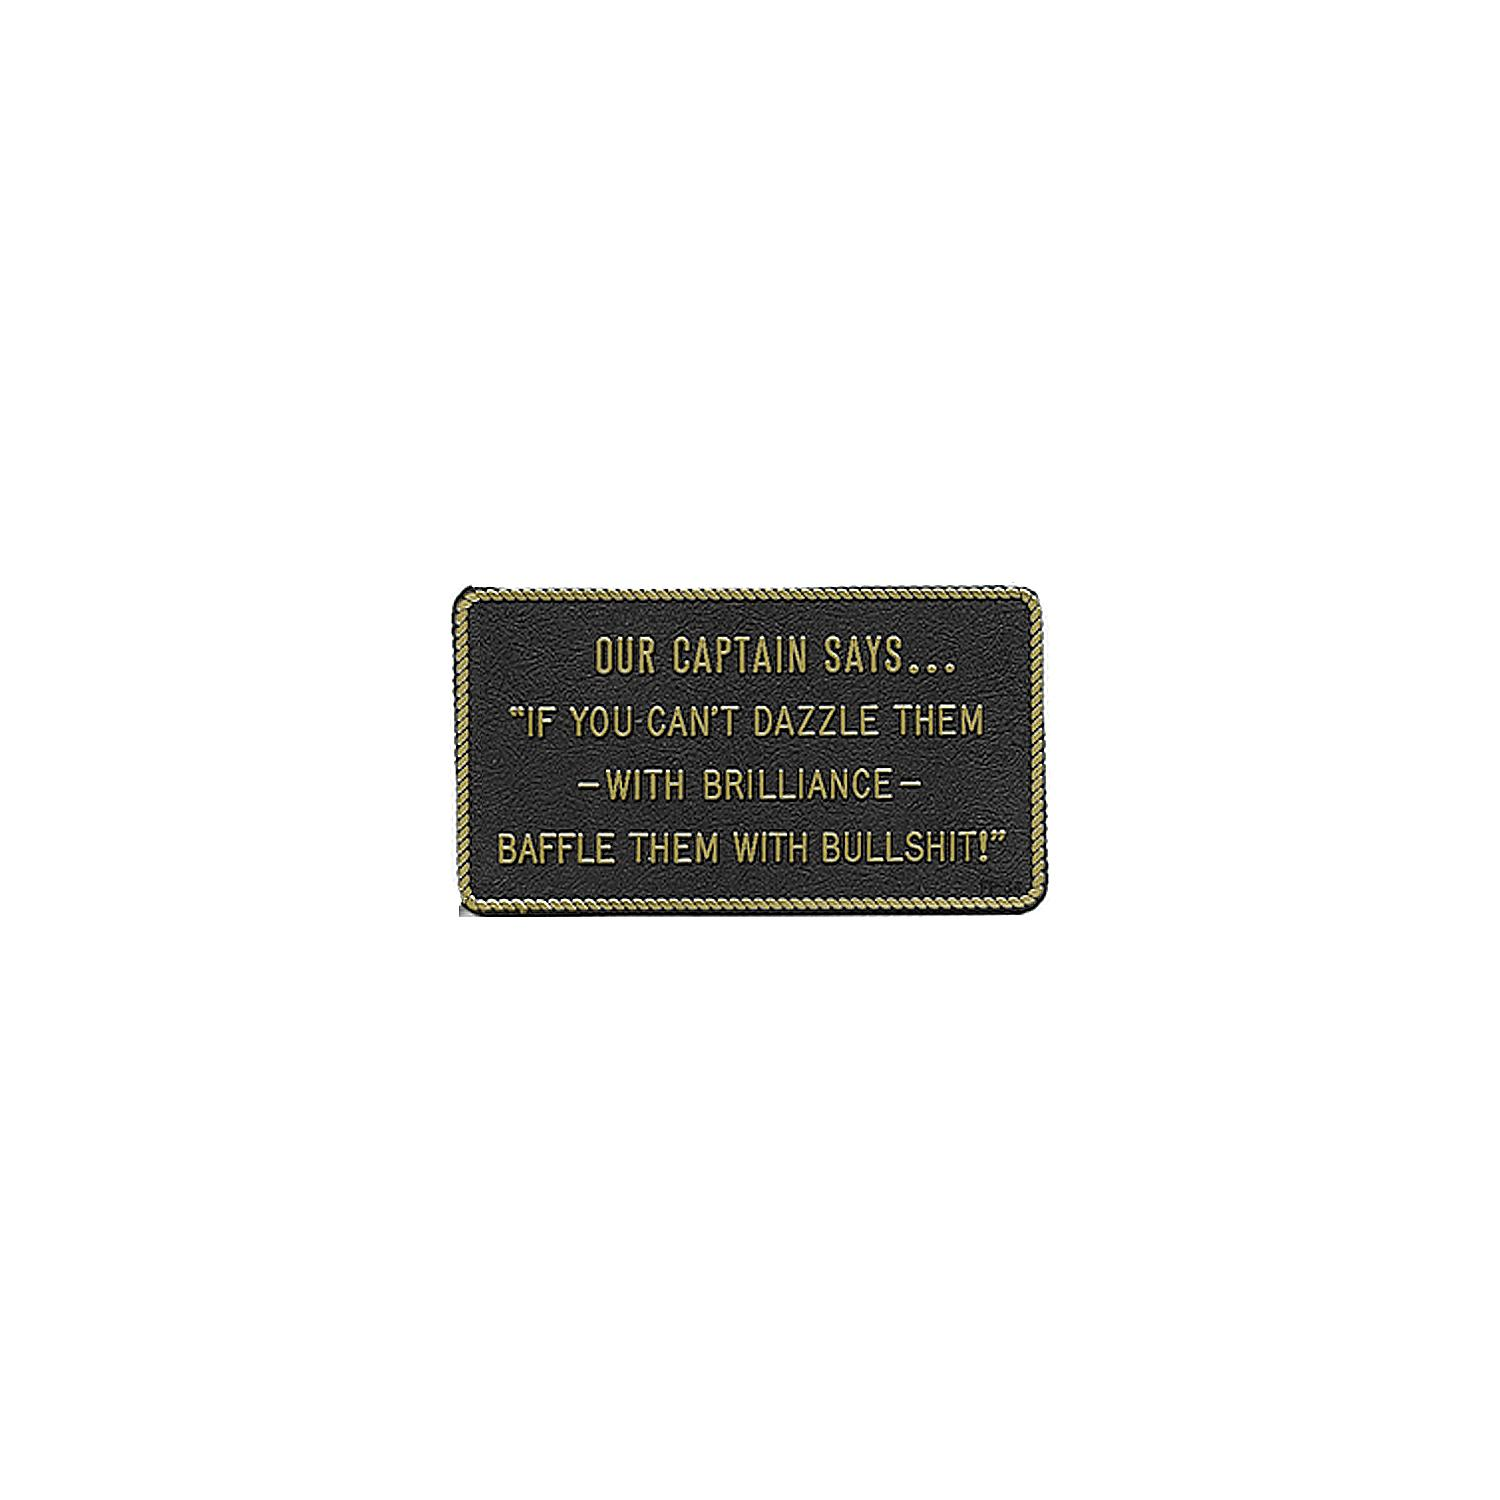 OUR CAPTAIN SAYS...
“IF YOU CAN’T DAZZLE THEM
–WITH BRILLIANCE–
BAFFLE THEM WITH BULLSHIT!”